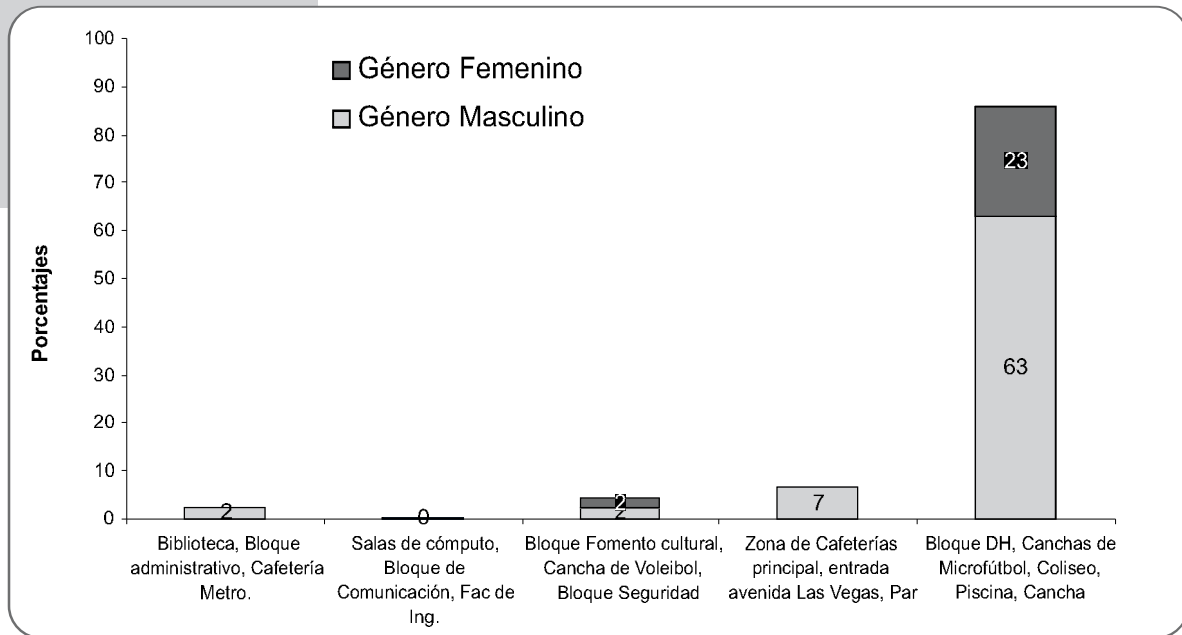 Género Femenino
Género Masculino
Porcentajes
100
90
80
70
60
50
40
30
20
10
0
2
0
2
2
7
23
63
Biblioteca, Bloque
administrativo, Cafetería
Metro.
Salas de cómputo,
Bloque de
Comunicación, Fac de
Ing.
Bloque Fomento cultural,
Cancha de Voleibol,
Bloque Seguridad
Zona de Cafeterías
principal, entrada
avenida Las Vegas, Par
Bloque DH, Canchas de
Microfútbol, Coliseo,
Piscina, Cancha